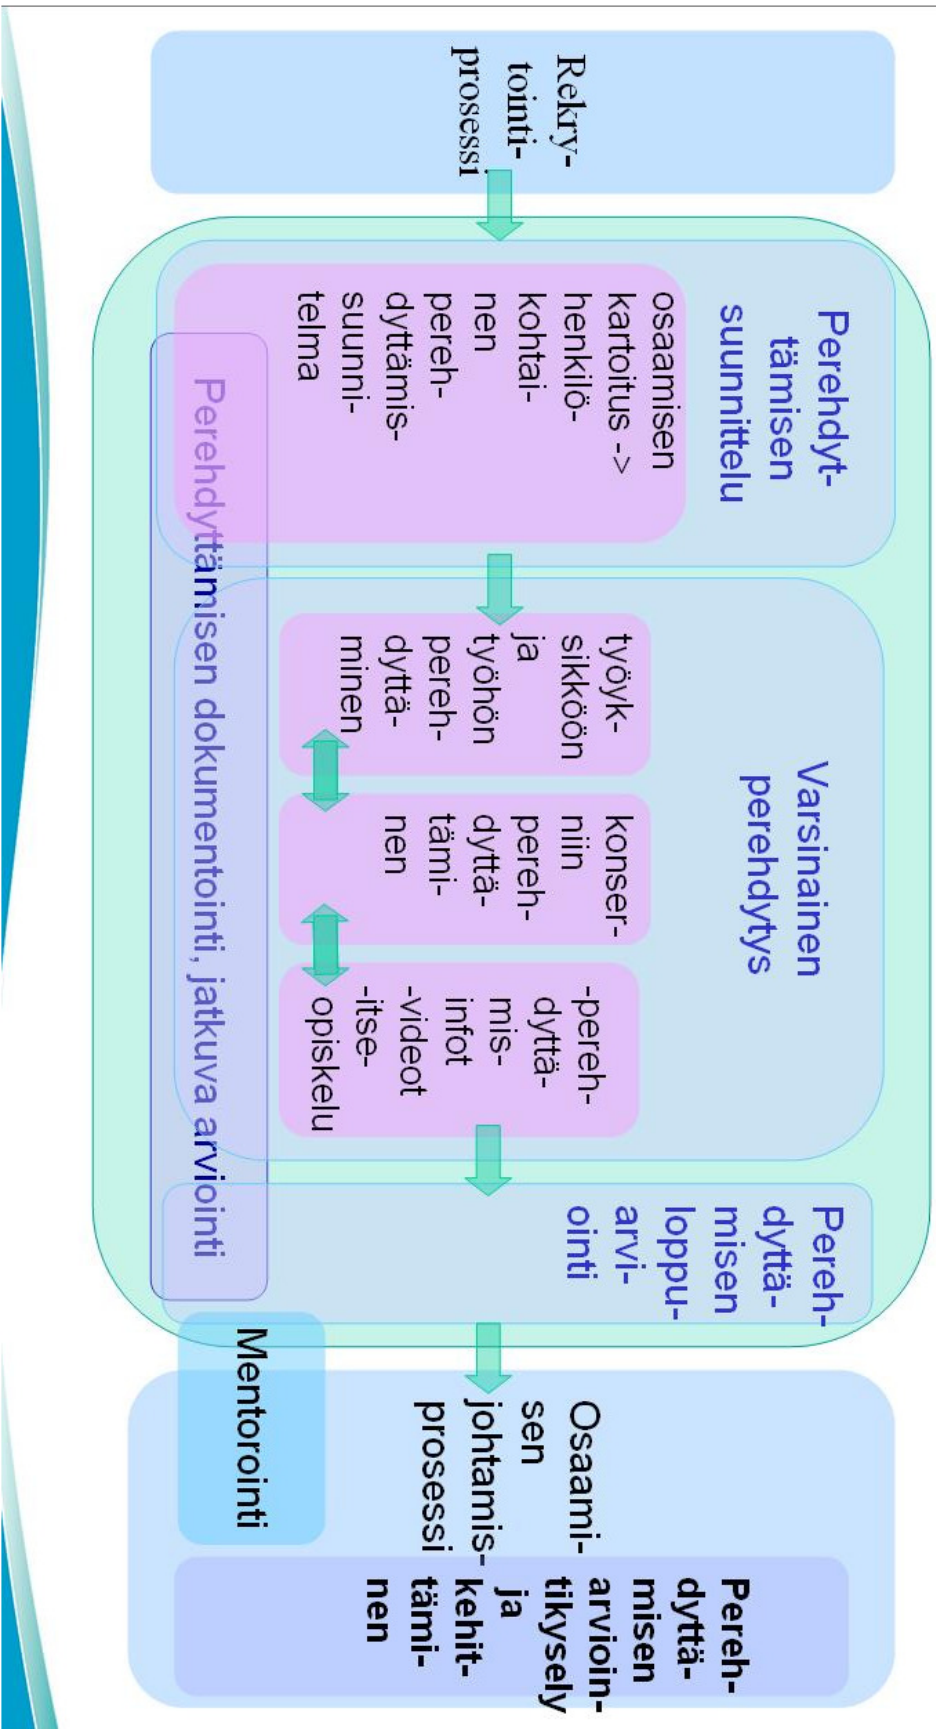 Rekry-
tointi-
prosessi
Perehdyt-
tämisen
suunnittelu
osaamisen
kartoitus ->
henkilö-
kohtai-
nen
pereh-
dyttämis-
suunni-
telma
Varsinainen
perehdytys
työyk-
sikköön
ja
työhön
pereh-
dyttä-
minen
konser-
niin
pereh-
dyttä-
tämi-
nen
-pereh-
dyttä-
mis-
infot
-videot
-itse-
opiskelu
Pereh-
dyttä-
misen
loppu-
arvi-
ointi
Perehdyttämisen dokumentointi, jatkuva arviointi
Mentorointi
Osaami-
sen
johtamis-
prosessi
Pereh-
dyttä-
misen
arvioin-
tikysely
ja
kehit-
tämi-
nen